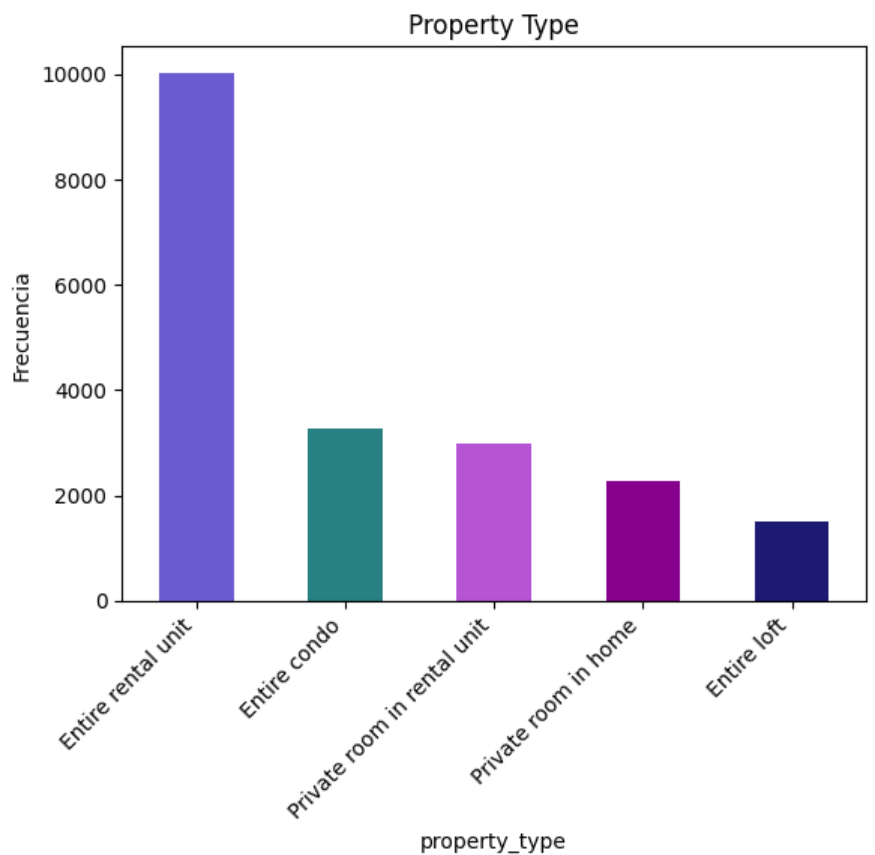 Property Type
Frecuencia
10000
8000
6000
4000
2000
0
Entire rental unit
Entire condo
Private room in rental unit
Private room in home
Entire loft
property_type